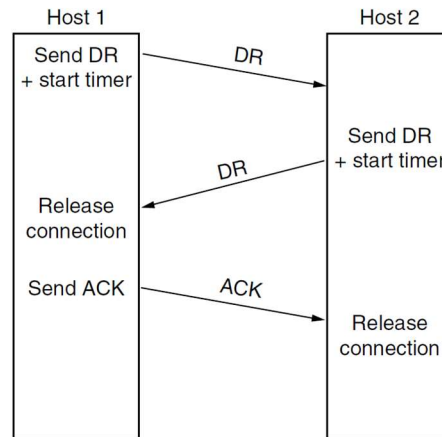 Host 1
Host 2
Send DR
+ start timer
DR
Send DR
+ start timer
DR
Release
connection
Send ACK
ACK
Release
connection